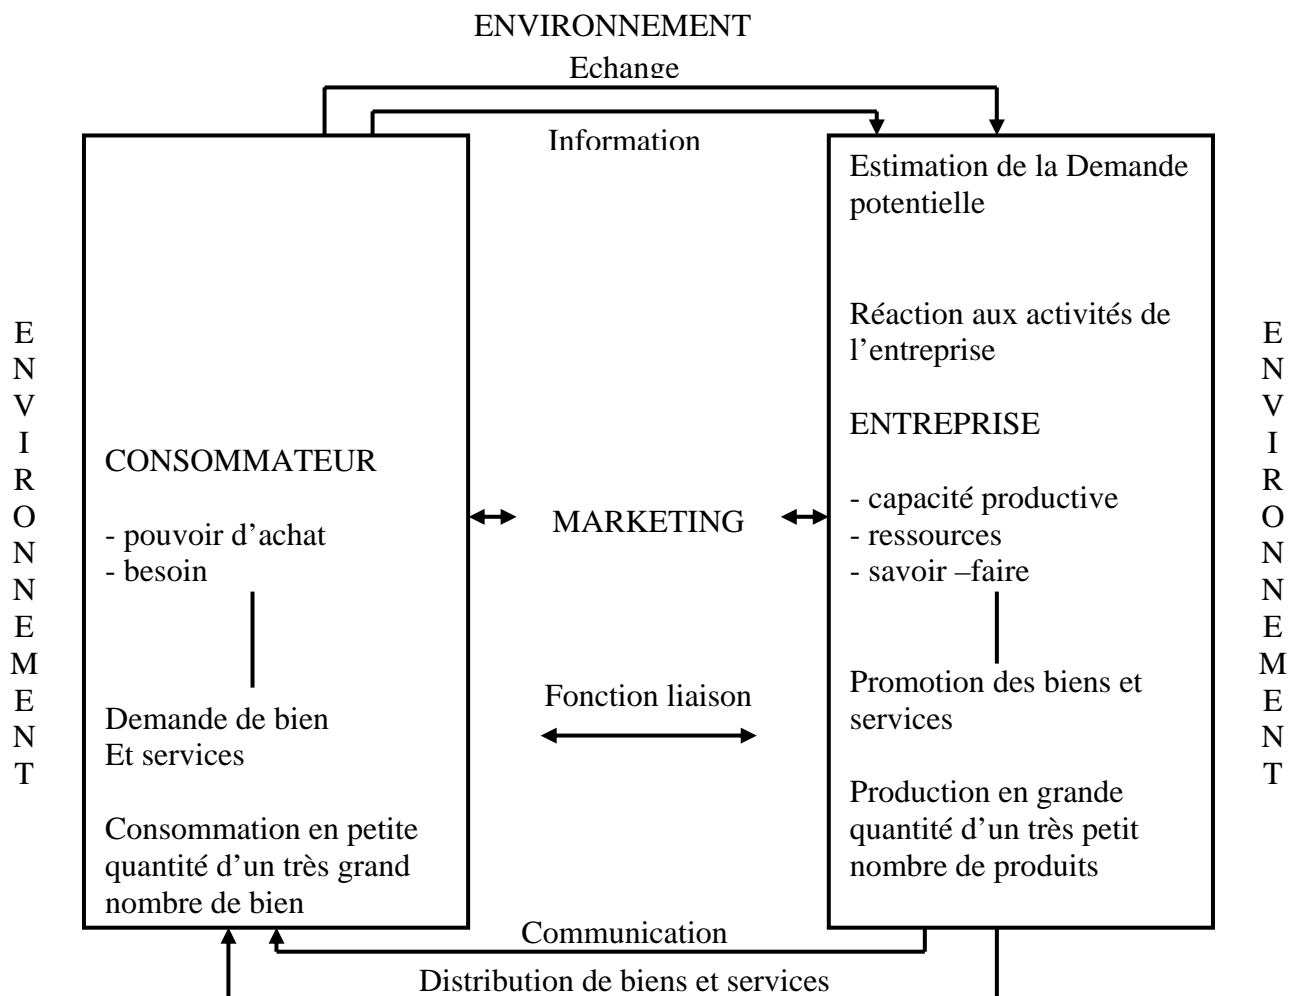 ENVIRONNEMENT
Echange
Information
E
N
V
I
R
O
N
N
E
M
E
N
T
CONSOMMATEUR
- pouvoir d’achat
- besoin
Demande de bien
Et services
Consommation en petite
quantité d’un très grand
nombre de bien
MARKETING
Fonction liaison
Estimation de la Demande
potentielle
Réaction aux activités de
l’entreprise
ENTREPRISE
- capacité productive
- ressources
- savoir –faire
Promotion des biens et
services
Production en grande
quantité d’un très petit
nombre de produits
E
N
V
I
R
O
N
N
E
M
E
N
T
Communication
Distribution de biens et services